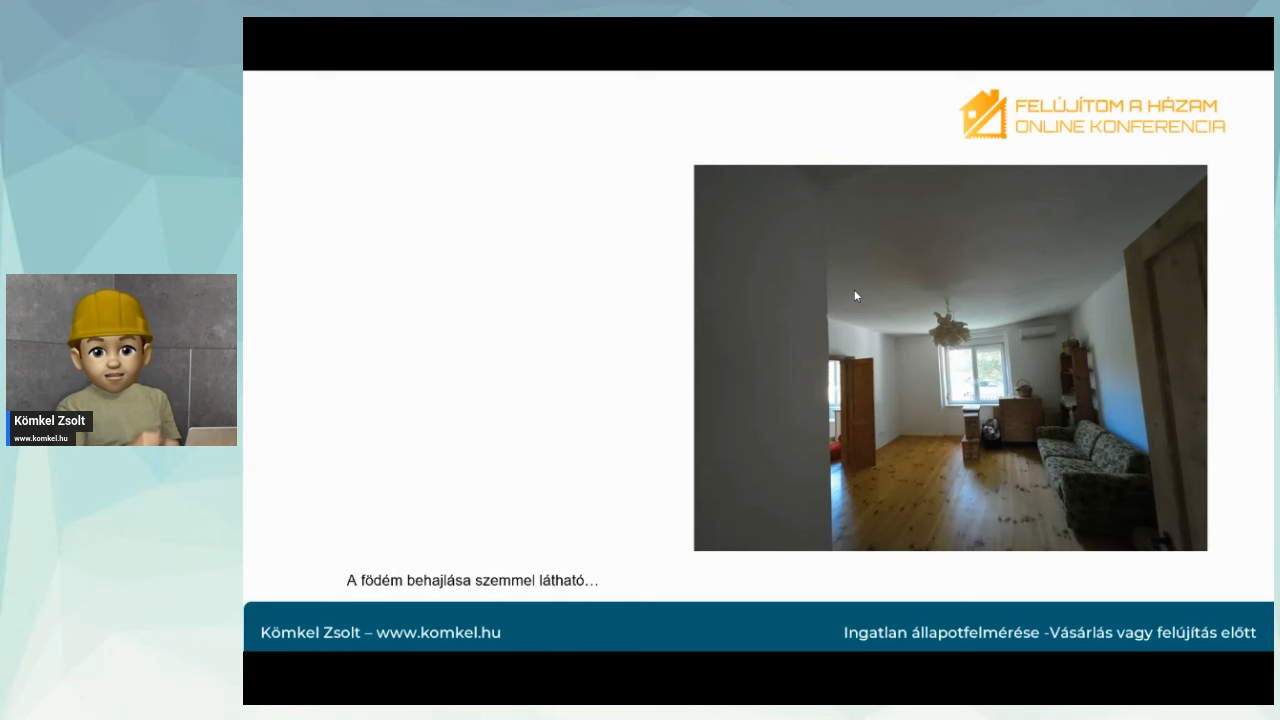 FELÚJÍTOM A HÁZAM
ONLINE KONFERENCIA
Kömkel Zsolt
www.komkel.hu
A födém behajlása szemmel látható…
Kömkel Zsolt – www.komkel.hu
Ingatlan állapotfelmérése -Vásárlás vagy felújítás előtt